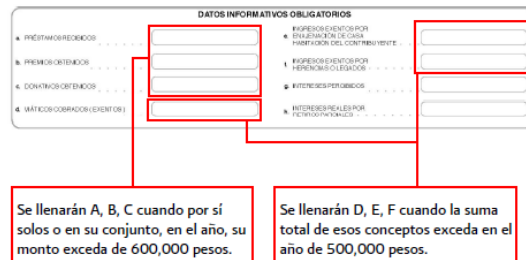 DATOS INFORMATIVOS OBLIGATORIOS
a. PRÉSTAMOS RECIBIDOS
b. PREMIOS OBTENIDOS
c. DONATIVOS OBTENIDOS
d. VIÁTICOS COBRADOS (EXENTOS)
e. INGRESOS EXENTOS POR
ENAJENACIÓN DE CASA
HABITACIÓN DEL CONTRIBUYENTE
f. INGRESOS EXENTOS POR
HERENCIAS O LEGADOS
g. INTERESES PERCIBIDOS
h. INTERESES REALES POR
Se llenarán A, B, C cuando por sí
solos o en su conjunto, en el año, su
monto exceda de 600,000 pesos.
Se llenarán D, E, F cuando la suma
total de esos conceptos exceda en el
año de 500,000 pesos.